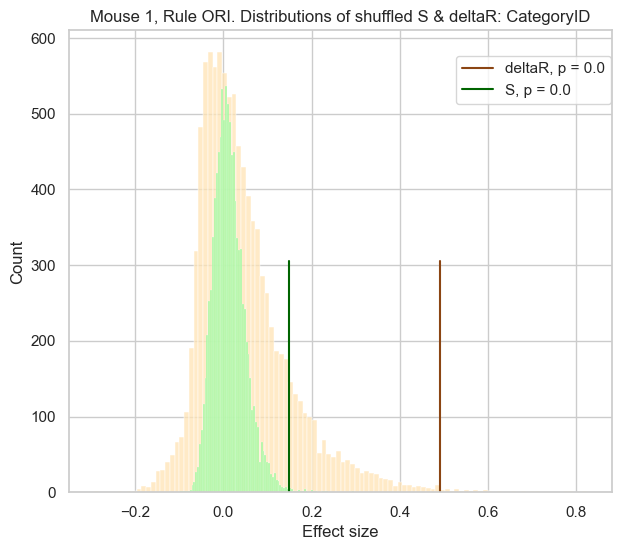 Mouse 1, Rule ORI. Distributions of shuffled S & deltaR: CategoryID
600
500
400
300
200
100
0
Count
deltaR, p = 0.0
S, p = 0.0
−0.2
0.0
0.2
0.4
0.6
0.8
Effect size